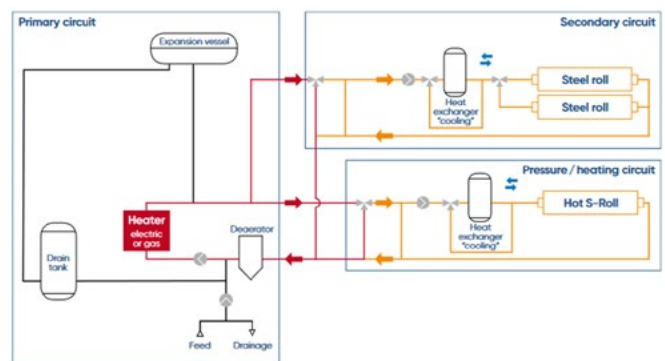 Primary circuit
Secondary circuit
Expansion vessel
Steel roll
Steel roll
Heat
exchanger
"cooling"
Pressure / heating circuit
Heater
electric
or gas
Deaerator
Hot S-Roll
Heat
exchanger
"cooling"
Drain
tank
Feed
Drainage